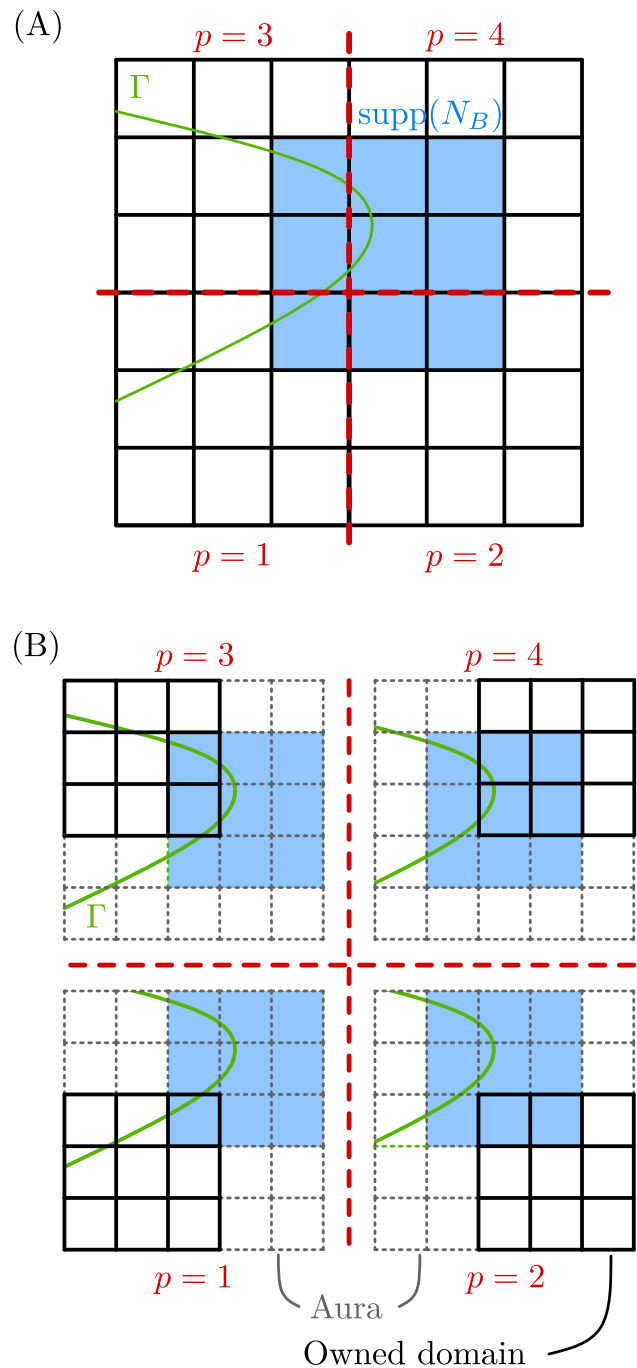 (A)
p = 3
p = 4
Γ
supp(N_B)
p = 1
p = 2
(B)
p = 3
p = 4
Γ
p = 1
p = 2
Aura
Owned domain